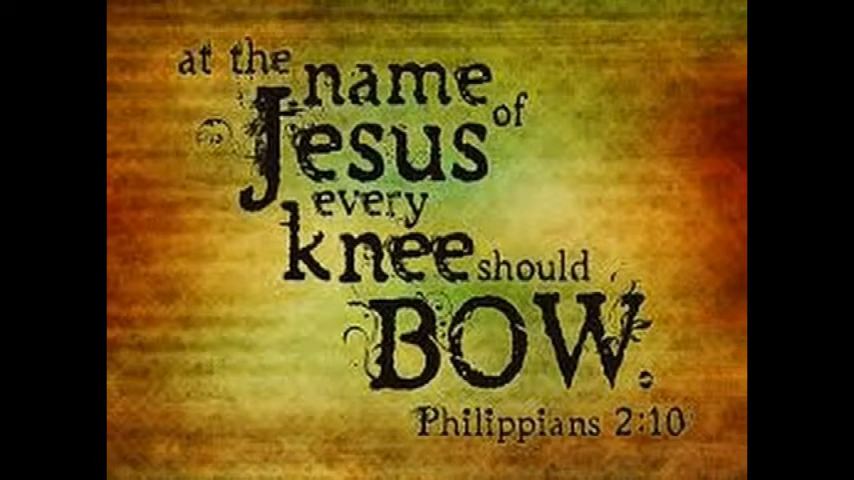 at the name of
Jesus
every
knee should
BOW.
Philippians 2:10